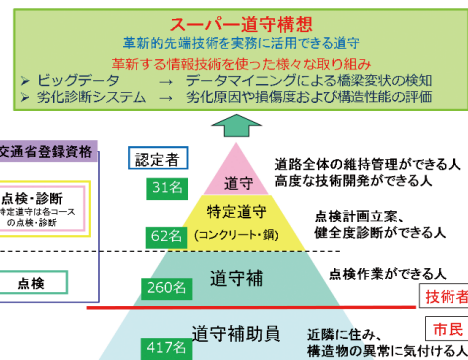 スーパー道守構想
革新的先端技術を実務に活用できる道守
革新する情報技術を使った様々な取り組み
➢ ビッグデータ → データマイニングによる橋梁変状の検知
➢ 劣化診断システム → 劣化原因や損傷度および構造性能の評価
交通省登録資格
認定者
点検・診断
特定道守は各コース
の点検・診断
点検
31名
道守
道路全体の維持管理ができる人
高度な技術開発ができる人
62名
特定道守
(コンクリート・鋼)
点検計画立案、
健全度診断ができる人
260名
道守補
点検作業ができる人
技術者
市民
417名
道守補助員
近隣に住み、
構造物の異常に気付ける人